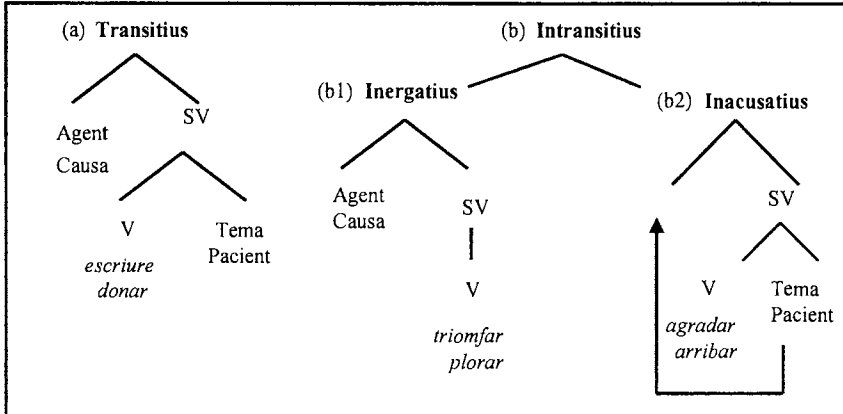 (a) Transitius
(b) Intransitius
(b1) Inergatius
(b2) Inacusatius
Agent
Causa
SV
V
escriure
donar
Tema
Pacient
Agent
Causa
SV
V
triomfar
plorar
SV
V
agradar
arribar
Tema
Pacient